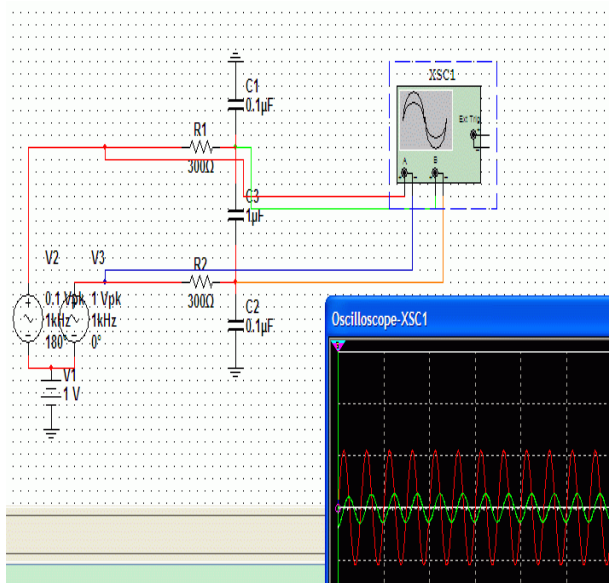 XSC1
Ext Trig
A
B
C1
0.1µF
R1
300Ω
C3
1µF
V2
V3
R2
300Ω
0.1 Vpk
1 Vpk
1kHz
1kHz
180°
0°
C2
0.1µF
V1
1 V
Oscilloscope-XSC1